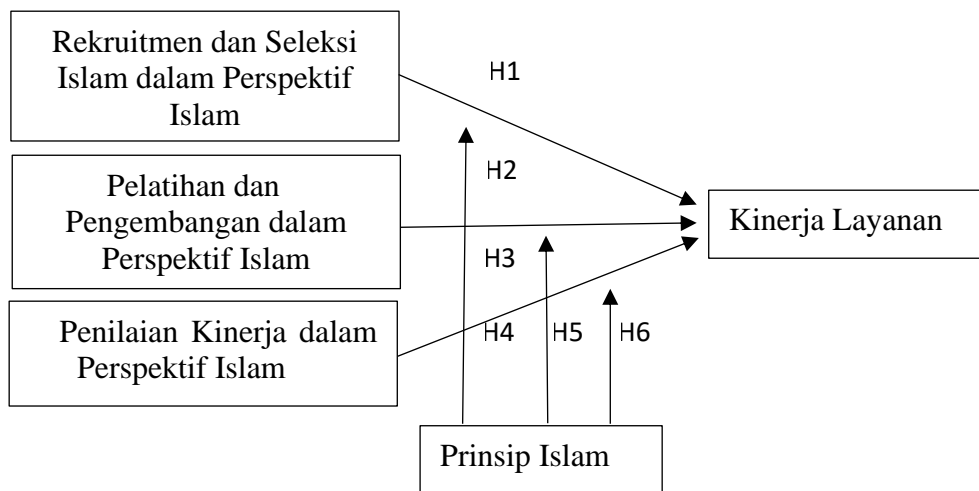 Rekruitmen dan Seleksi
Islam dalam Perspektif
Islam
H1
H2
Pelatihan dan
Pengembangan dalam
Perspektif Islam
Kinerja Layanan
H3
Penilaian Kinerja dalam
Perspektif Islam
H4
H5
H6
Prinsip Islam